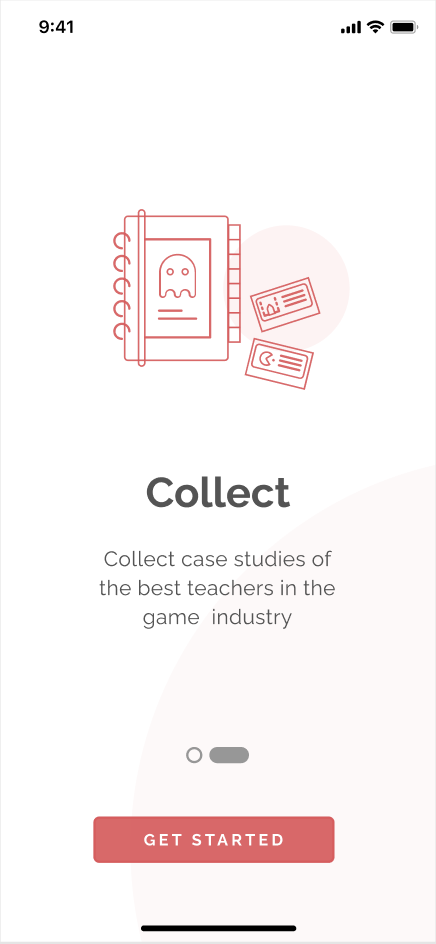 9:41
Collect
Collect case studies of
the best teachers in the
game  industry
GET STARTED